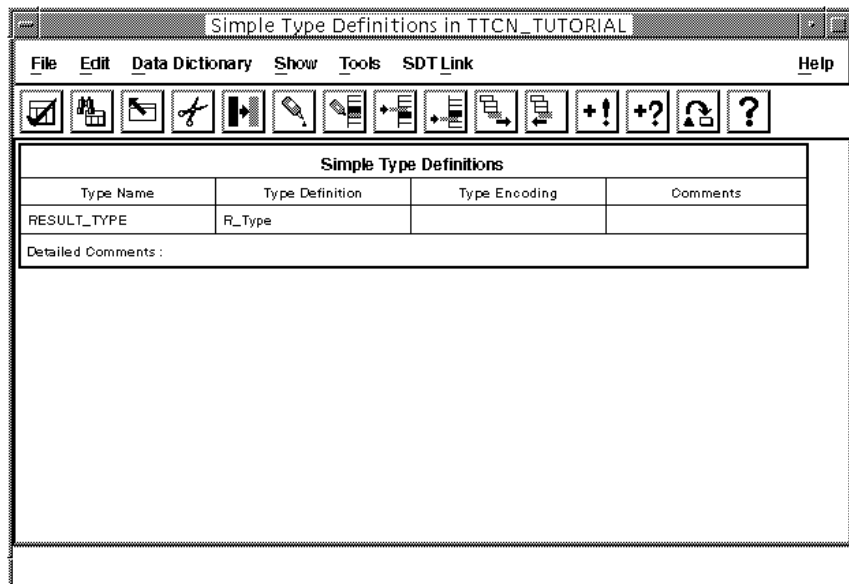 Simple Type Definitions in TTCN_TUTORIAL
File Edit Data Dictionary Show Tools SDT Link Help
+! +? ?
Simple Type Definitions
Type Name Type Definition Type Encoding Comments
RESULT_TYPE R_Type
Detailed Comments :